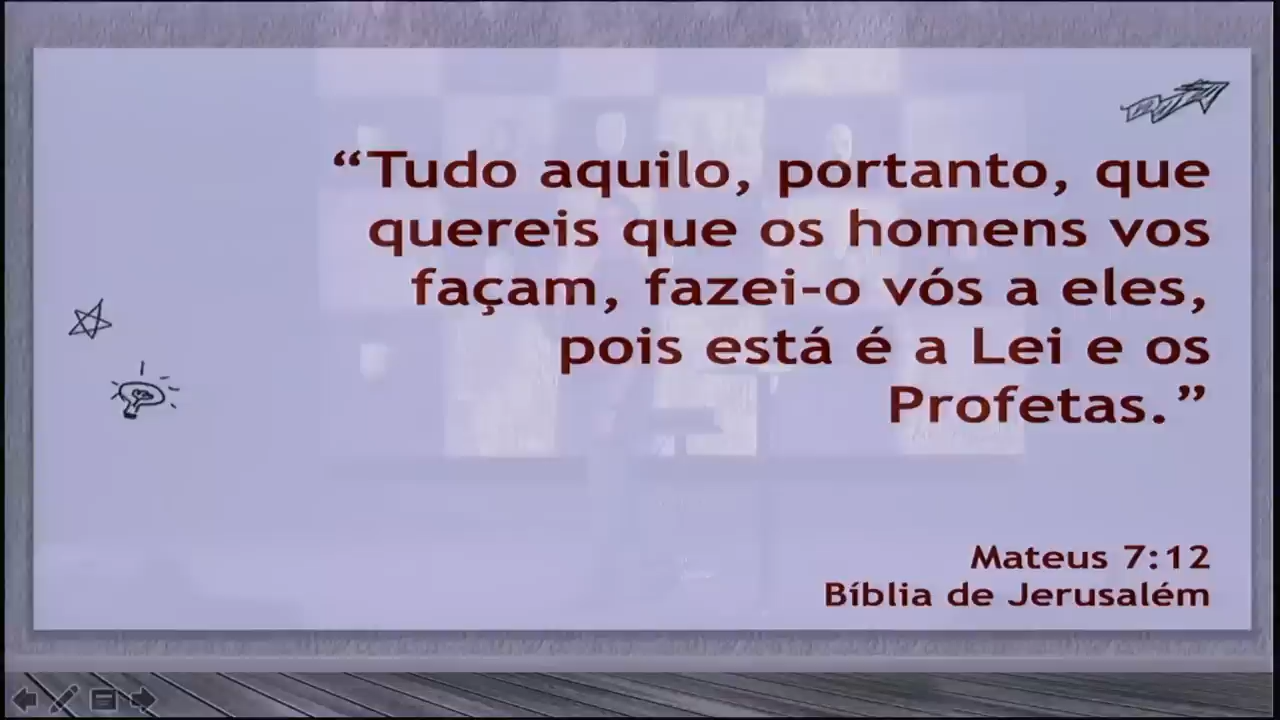 “Tudo aquilo, portanto, que
quereis que os homens vos
façam, fazei-o vós a eles,
pois está é a Lei e os
Profetas.”
Mateus 7:12
Bíblia de Jerusalém